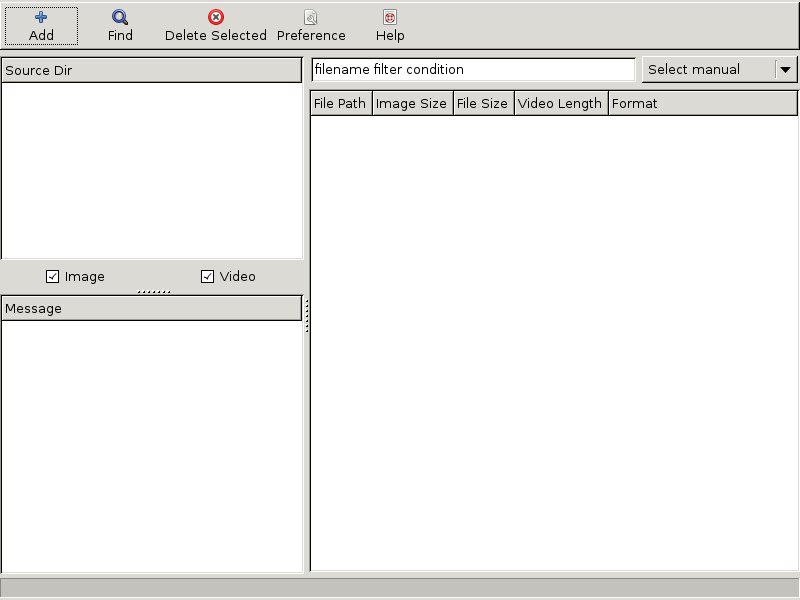 Add Find Delete Selected Preference Help
Source Dir
filename filter condition Select manual
File Path Image Size File Size Video Length Format
Image Video
Message